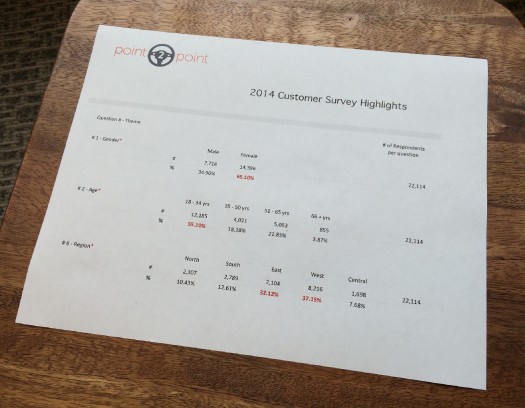 point 2 point
2014 Customer Survey Highlights
Question # - Theme
# of Respondents
per question
# 1 - Gender*
Male Female
# 7,718 14,396 22,114
% 34.90% 65.10%
# 2 - Age*
18 - 34 yrs 35 - 50 yrs 51 - 65 yrs 66 + yrs
# 12,185 4,021 5,053 855 22,114
% 55.10% 18.18% 22.85% 3.87%
# 6 - Region*
North South East West Central
# 2,307 2,789 7,104 8,216 1,698 22,114
% 10.43% 12.61% 32.12% 37.15% 7.68%